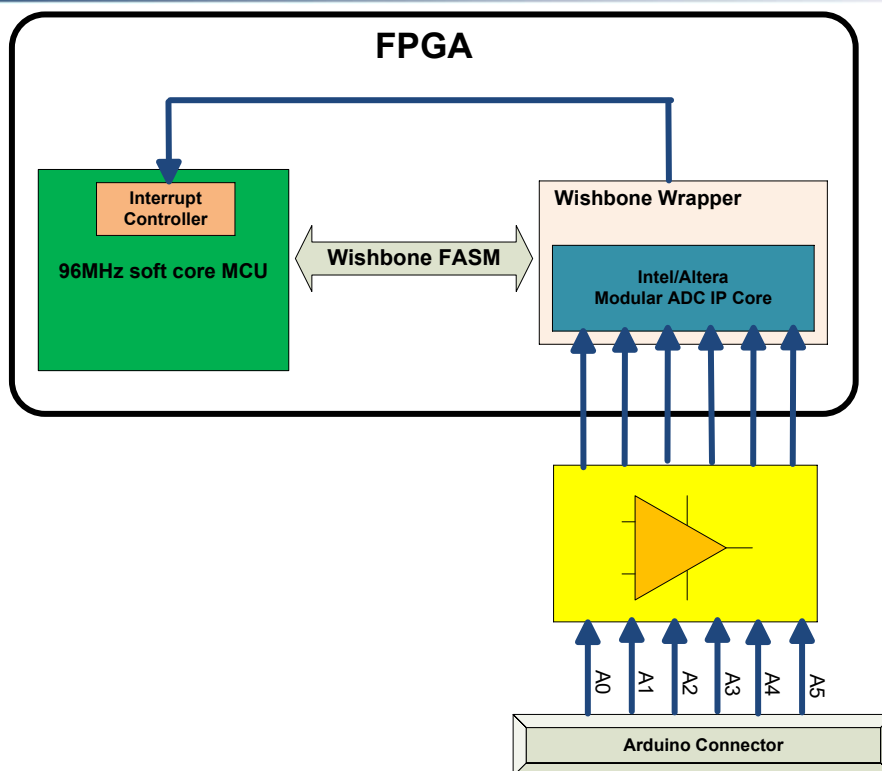 FPGA
Interrupt
Controller
96MHz soft core MCU
Wishbone FASM
Wishbone Wrapper
Intel/Altera
Modular ADC IP Core
A0
A1
A2
A3
A4
A5
Arduino Connector